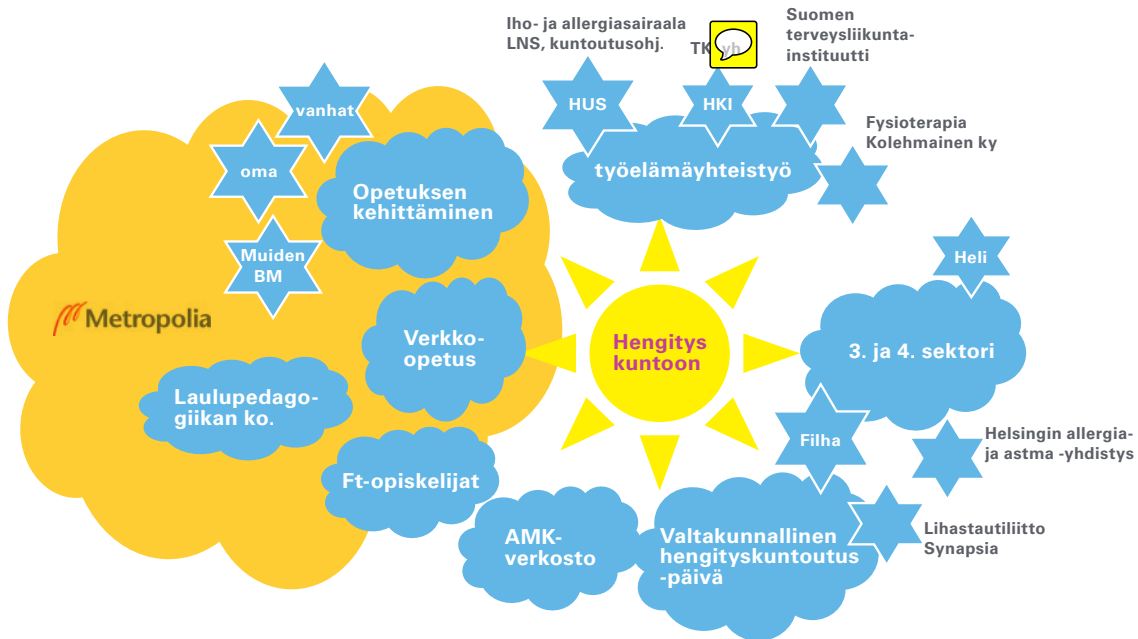 Iho- ja allergiasairaala
LNS, kuntoutusohj.
TK yh
Suomen
terveysliikunta-
instituutti
vanhat
HUS
HKI
Fysioterapia
Kolehmainen ky
oma
Opetuksen
kehittäminen
työelämäyhteistyö
Muiden
BM
Heli
Metropolia
Verkko-
opetus
Hengitys
kuntoon
3. ja 4. sektori
Laulupedago-
giikan ko.
Filha
Helsingin allergia-
ja astma -yhdistys
Ft-opiskelijat
AMK-
verkosto
Valtakunnallinen
hengityskuntoutus
-päivä
Lihastautiliitto
Synapsia